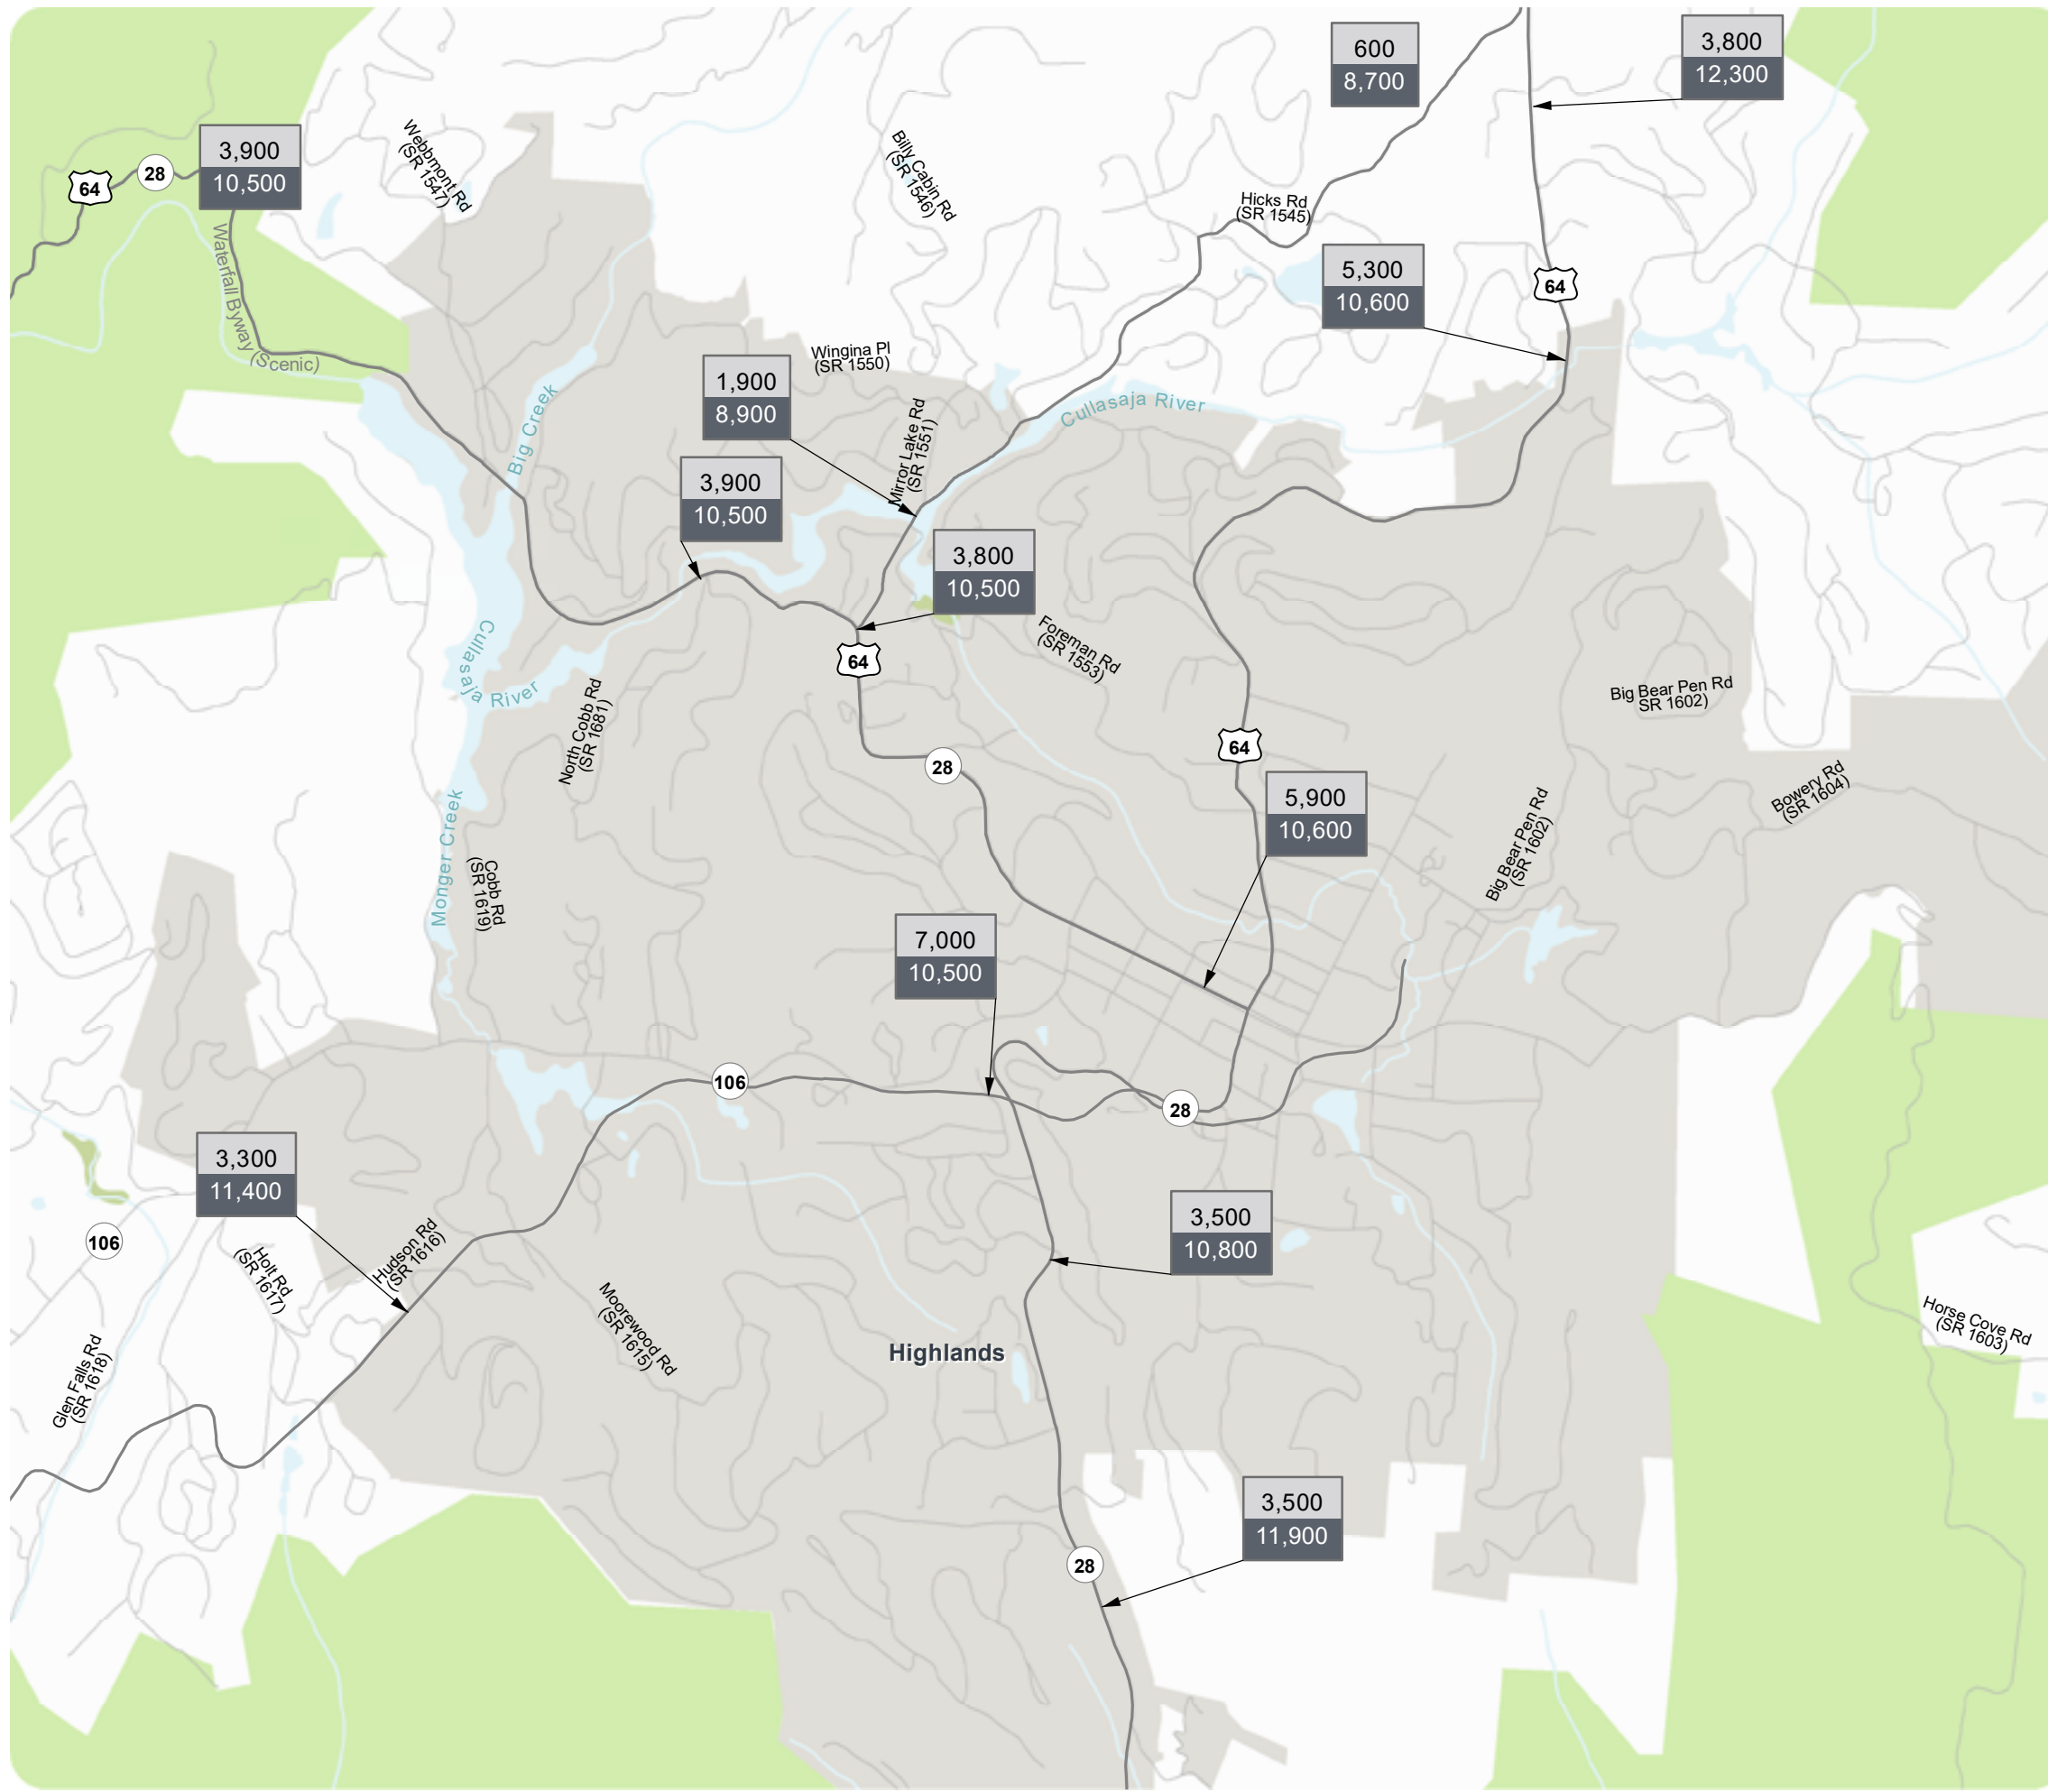 600
8,700
3,800
12,300
3,900
10,500
28
64
Webbmont Rd
(SR 1547)
Billy Cabin Rd
(SR 1546)
Hicks Rd
(SR 1545)
Waterfall Byway (Scenic)
5,300
10,600
64
Wingina Pl
(SR 1550)
1,900
8,900
Mirror Lake Rd
(SR 1551)
Cullasaja River
Big Creek
3,900
10,500
3,800
10,500
64
Foreman Rd
(SR 1553)
Cullasaja River
North Cobb Rd
(SR 1681)
Big Bear Pen Rd
SR 1602)
64
28
5,900
10,600
Big Bear Pen Rd
(SR 1602)
Bowery Rd
(SR 1604)
Monger Creek
Cobb Rd
(SR 1619)
7,000
10,500
106
28
3,300
11,400
3,500
10,800
106
Holt Rd
(SR 1617)
Hudson Rd
(SR 1616)
Moorewood Rd
(SR 1615)
Highlands
Horse Cove Rd
(SR 1603)
Glen Falls Rd
(SR 1618)
3,500
11,900
28